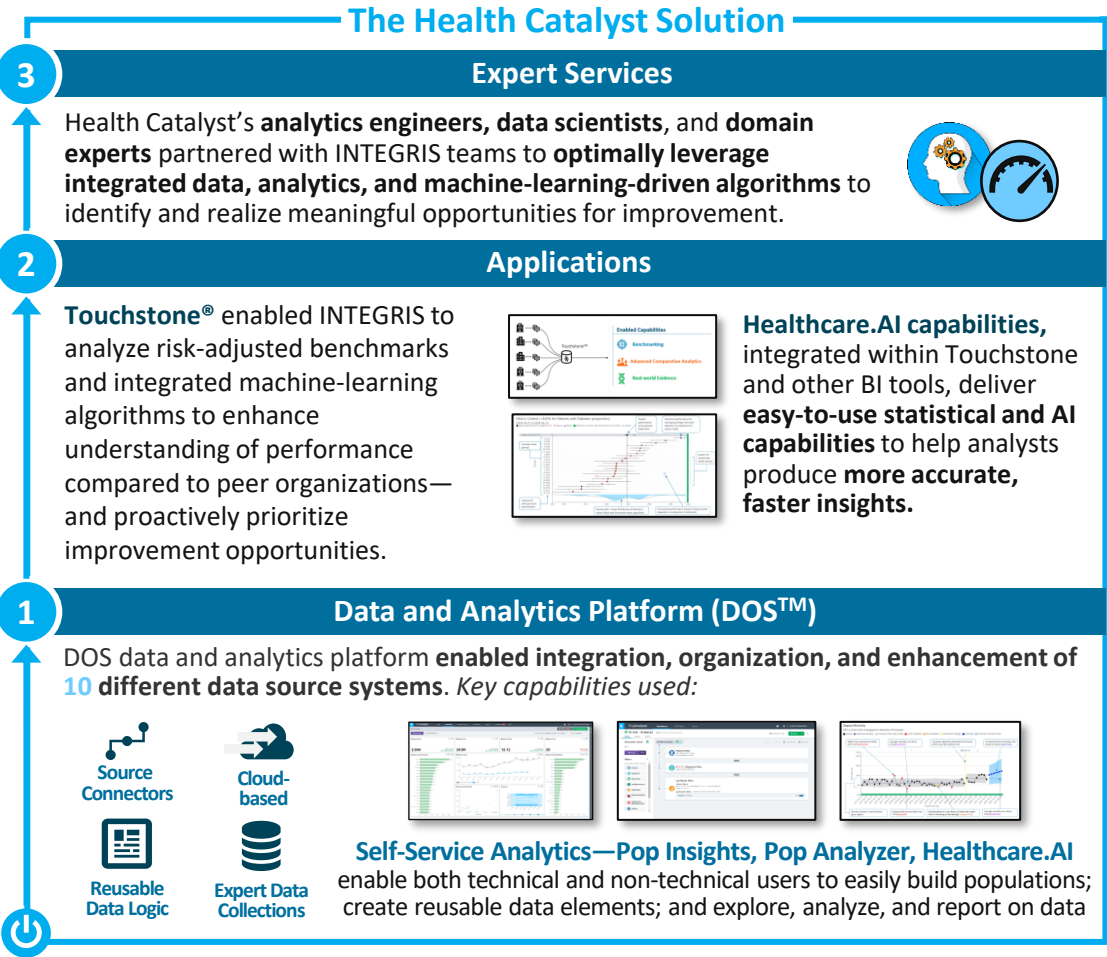 The Health Catalyst Solution
3
Expert Services
Health Catalyst’s analytics engineers, data scientists, and domain
experts partnered with INTEGRIS teams to optimally leverage
integrated data, analytics, and machine-learning-driven algorithms to
identify and realize meaningful opportunities for improvement.
2
Applications
Touchstone® enabled INTEGRIS to
analyze risk-adjusted benchmarks
and integrated machine-learning
algorithms to enhance
understanding of performance
compared to peer organizations—
and proactively prioritize
improvement opportunities.
Touchstone™
Enabled Capabilities
Benchmarking
Advanced Comparative Analytics
Real-world Evidence
Healthcare.AI capabilities,
integrated within Touchstone
and other BI tools, deliver
easy-to-use statistical and AI
capabilities to help analysts
produce more accurate,
faster insights.
1
Data and Analytics Platform (DOS™)
DOS data and analytics platform enabled integration, organization, and enhancement of
10 different data source systems. Key capabilities used:
Source
Connectors
Cloud-
based
Reusable
Data Logic
Expert Data
Collections
Self-Service Analytics—Pop Insights, Pop Analyzer, Healthcare.AI
enable both technical and non-technical users to easily build populations;
create reusable data elements; and explore, analyze, and report on data